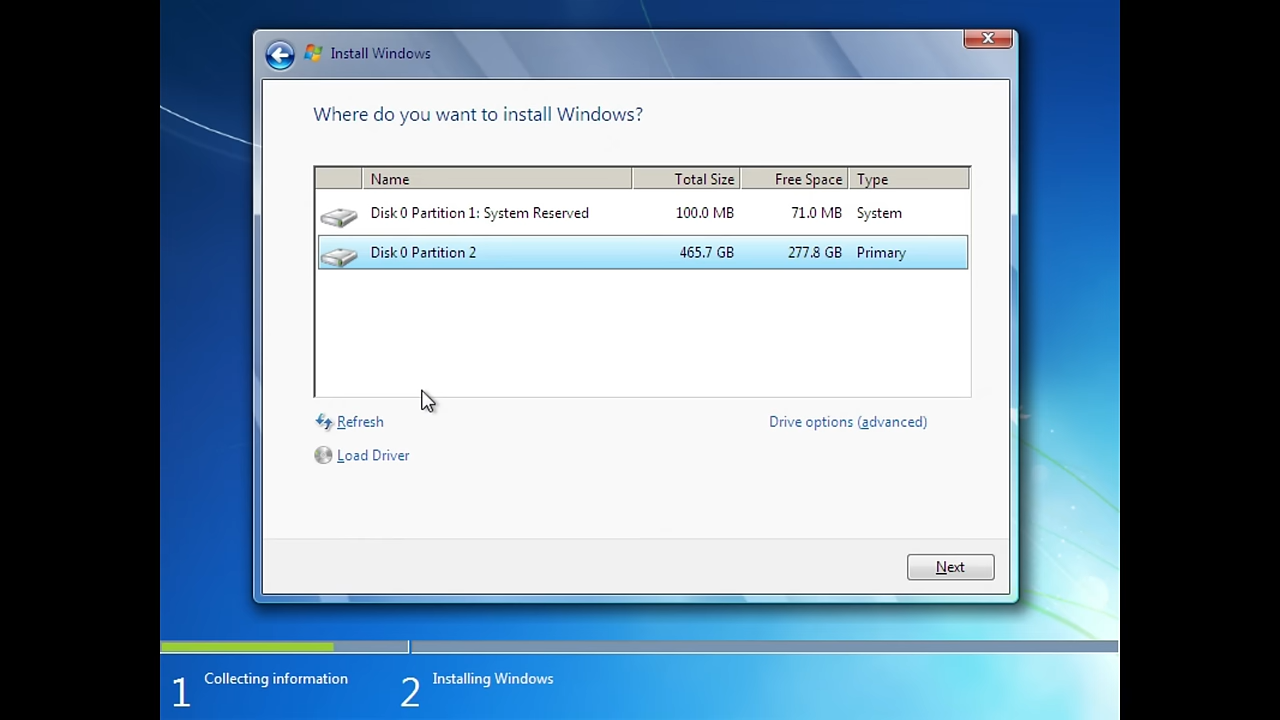 Install Windows
Where do you want to install Windows?
Name Total Size Free Space Type
Disk 0 Partition 1: System Reserved 100.0 MB 71.0 MB System
Disk 0 Partition 2 465.7 GB 277.8 GB Primary
Refresh Drive options (advanced)
Load Driver
Next
1 Collecting information 2 Installing Windows